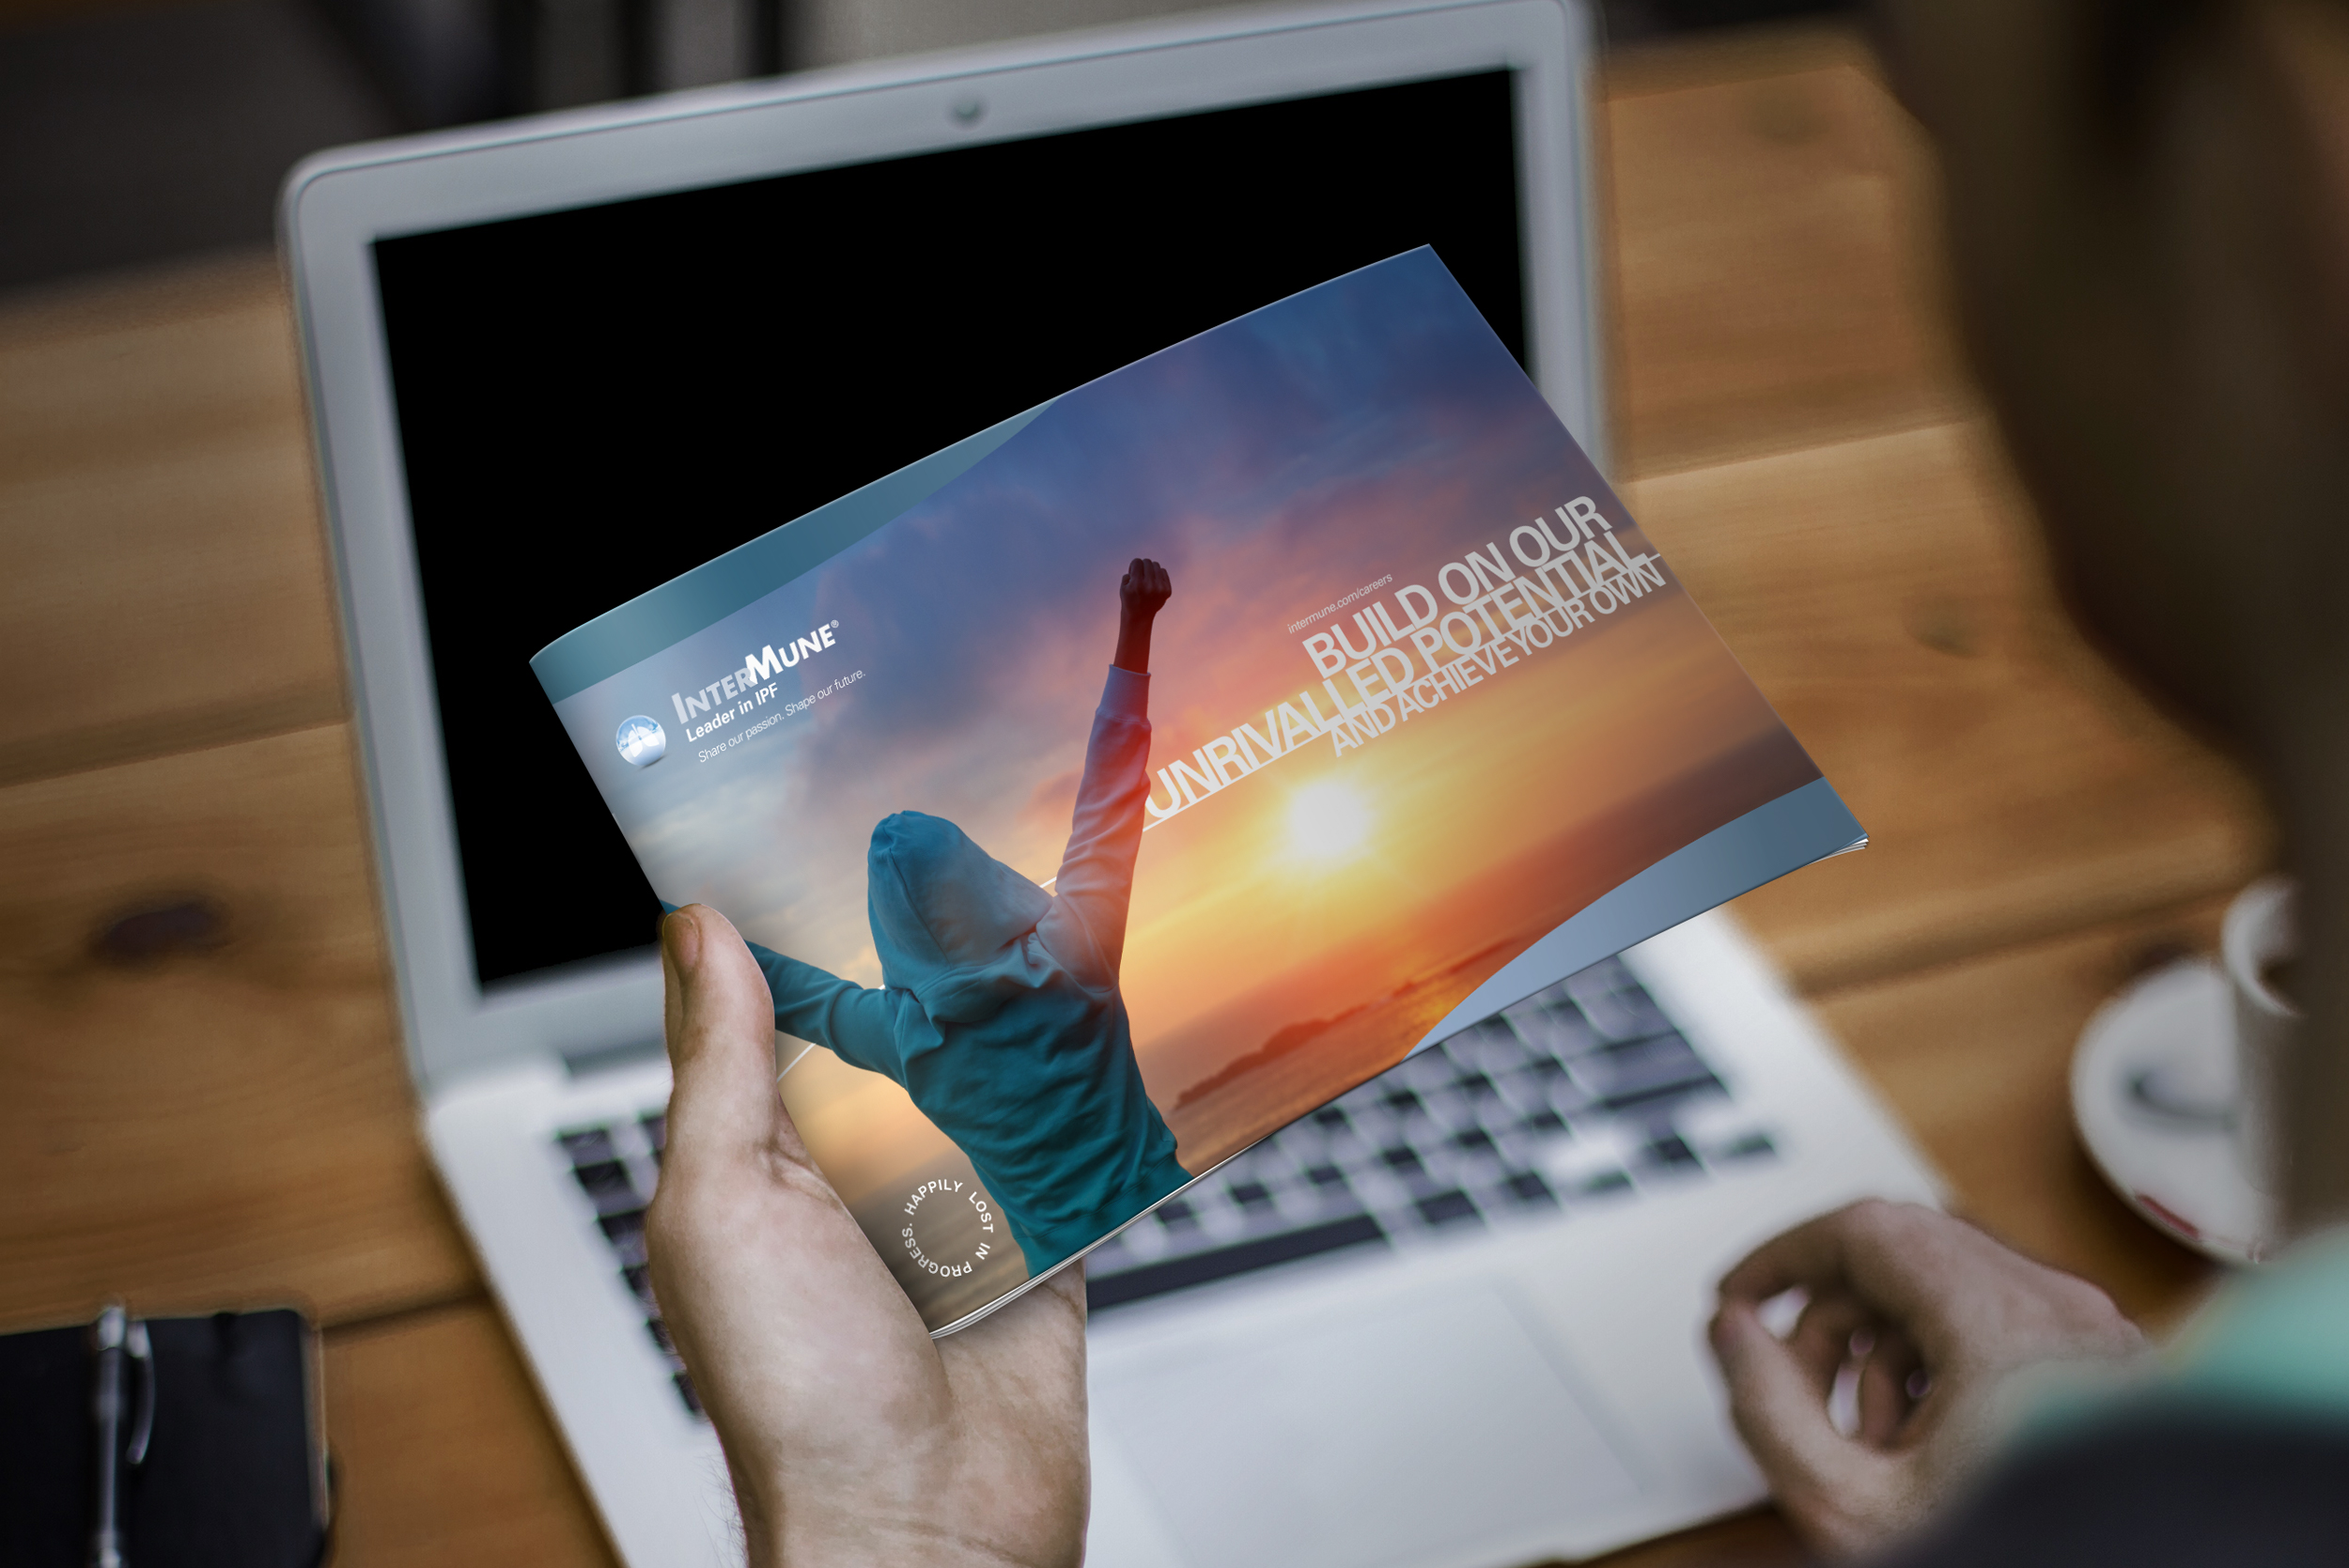 INTERMUNE®
Leader in IPF
Share our passion. Shape our future.
intermune.com/careers
BUILD ON OUR
UNRIVALLED POTENTIAL
AND ACHIEVE YOUR OWN
HAPPILY LOST IN PROGRESS.